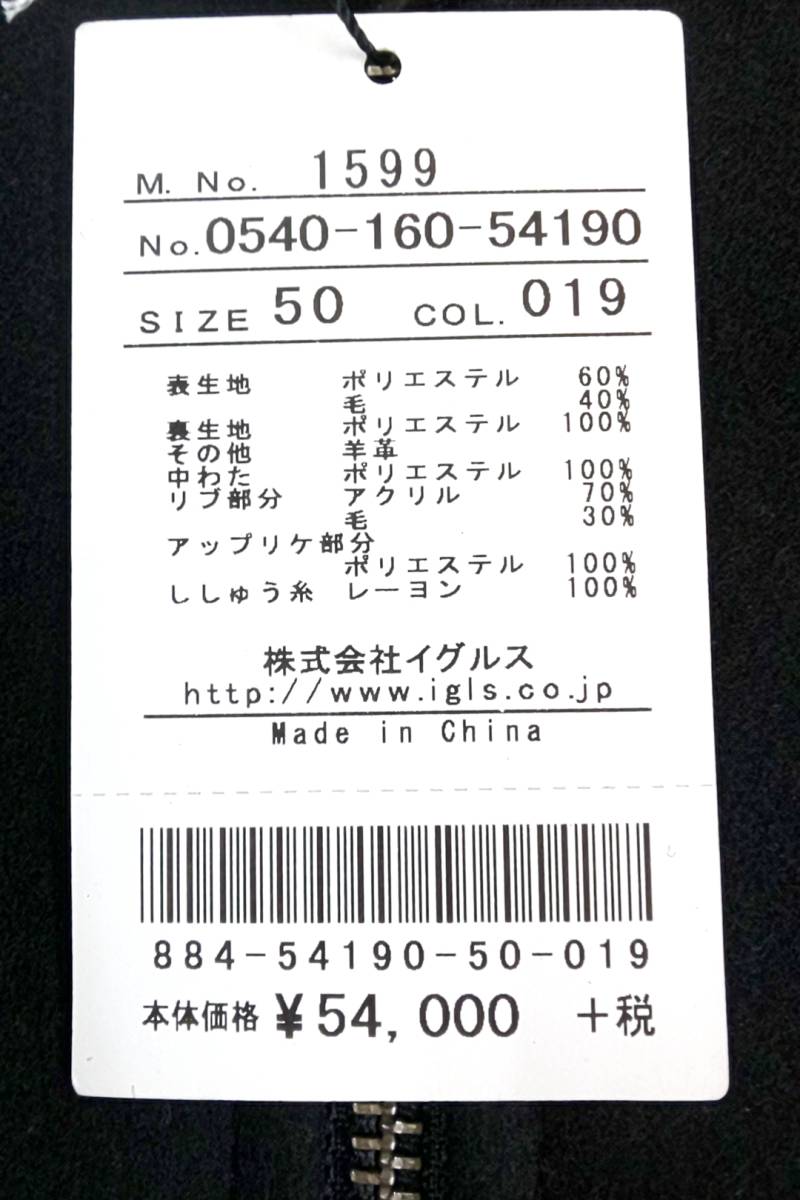 M. No. 1599
No. 0540-160-54190
SIZE 50 COL. 019
表生地 ポリエステル 60%
毛 40%
裏生地 ポリエステル 100%
その他 羊革
中わた ポリエステル 100%
リブ部分 アクリル 70%
毛 30%
アップリケ部分
ポリエステル 100%
ししゅう糸 レーヨン 100%
株式会社イグルス
http://www.igls.co.jp
Made in China
884-54190-50-019
本体価格 ¥54,000 +税